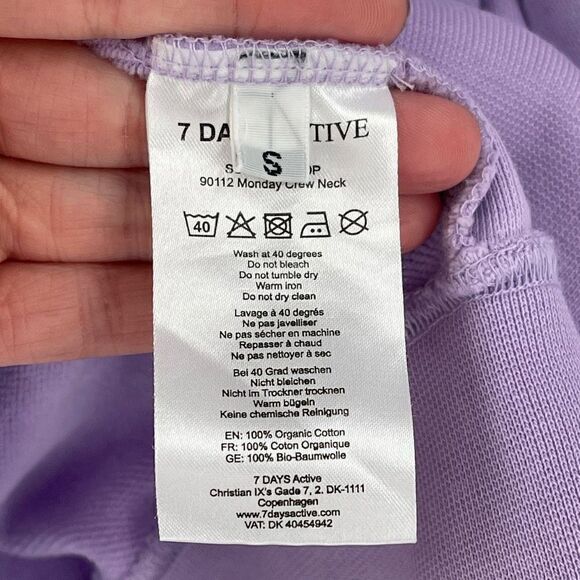 7 DA CTIVE
S
90112 Monday Crew Neck
40
Wash at 40 degrees
Do not bleach
Do not tumble dry
Warm iron
Do not dry clean
Lavage à 40 degrés
Ne pas javelliser
Ne pas sécher en machine
Repasser à chaud
Ne pas nettoyer à sec
Bei 40 Grad waschen
Nicht bleichen
Nicht im Trockner trocknen
Warm bügeln
Keine chemische Reinigung
EN: 100% Organic Cotton
FR: 100% Coton Organique
GE: 100% Bio-Baumwolle
7 DAYS Active
Christian IX's Gade 7, 2. DK-1111
Copenhagen
www.7daysactive.com
VAT: DK 40454942